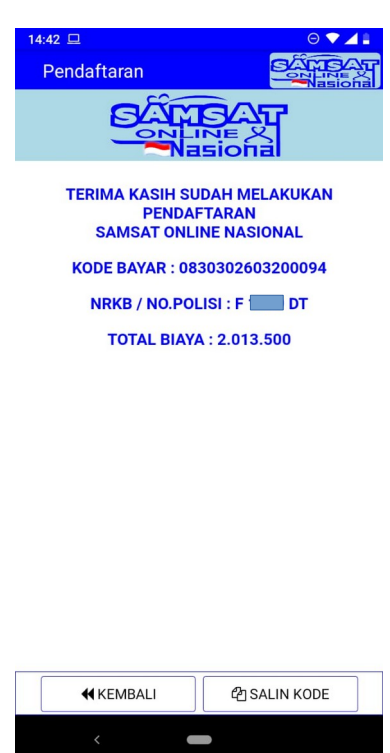 14:42
Pendaftaran
SAMSAT
ONLINE
Nasional
SAMSAT
ONLINE
Nasional
TERIMA KASIH SUDAH MELAKUKAN
PENDAFTARAN
SAMSAT ONLINE NASIONAL
KODE BAYAR : 0830302603200094
NRKB / NO.POLISI : F DT
TOTAL BIAYA : 2.013.500
KEMBALI
SALIN KODE